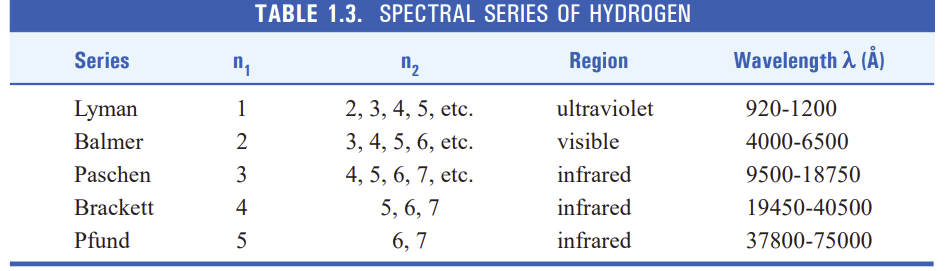 TABLE 1.3. SPECTRAL SERIES OF HYDROGEN
Series n₁ n₂ Region Wavelength λ (Å)
Lyman 1 2, 3, 4, 5, etc. ultraviolet 920-1200
Balmer 2 3, 4, 5, 6, etc. visible 4000-6500
Paschen 3 4, 5, 6, 7, etc. infrared 9500-18750
Brackett 4 5, 6, 7 infrared 19450-40500
Pfund 5 6, 7 infrared 37800-75000